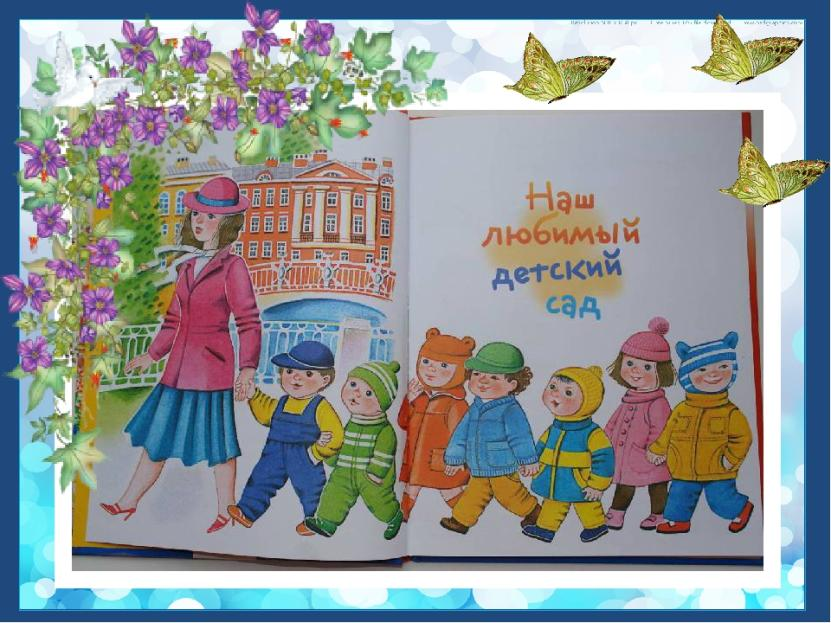 Наш
любимый
детский
сад